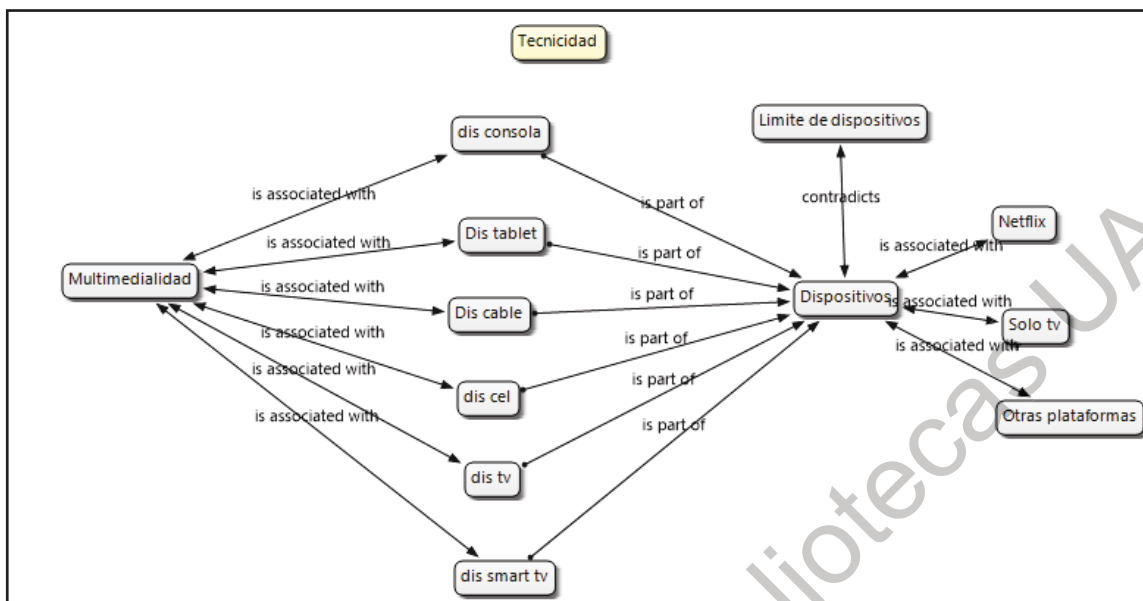 Tecnicidad
dis consola
Limite de dispositivos
is associated with
is part of
contradicts
Netflix
Dis tablet
is associated with
is part of
is associated with
Multimedialidad
is associated with
Dis cable
is part of
Dispositivos
is associated with
Solo tv
is associated with
is part of
is associated with
is associated with
is part of
dis cel
Otras plataformas
is associated with
is part of
dis tv
dis smart tv
liotecas UA